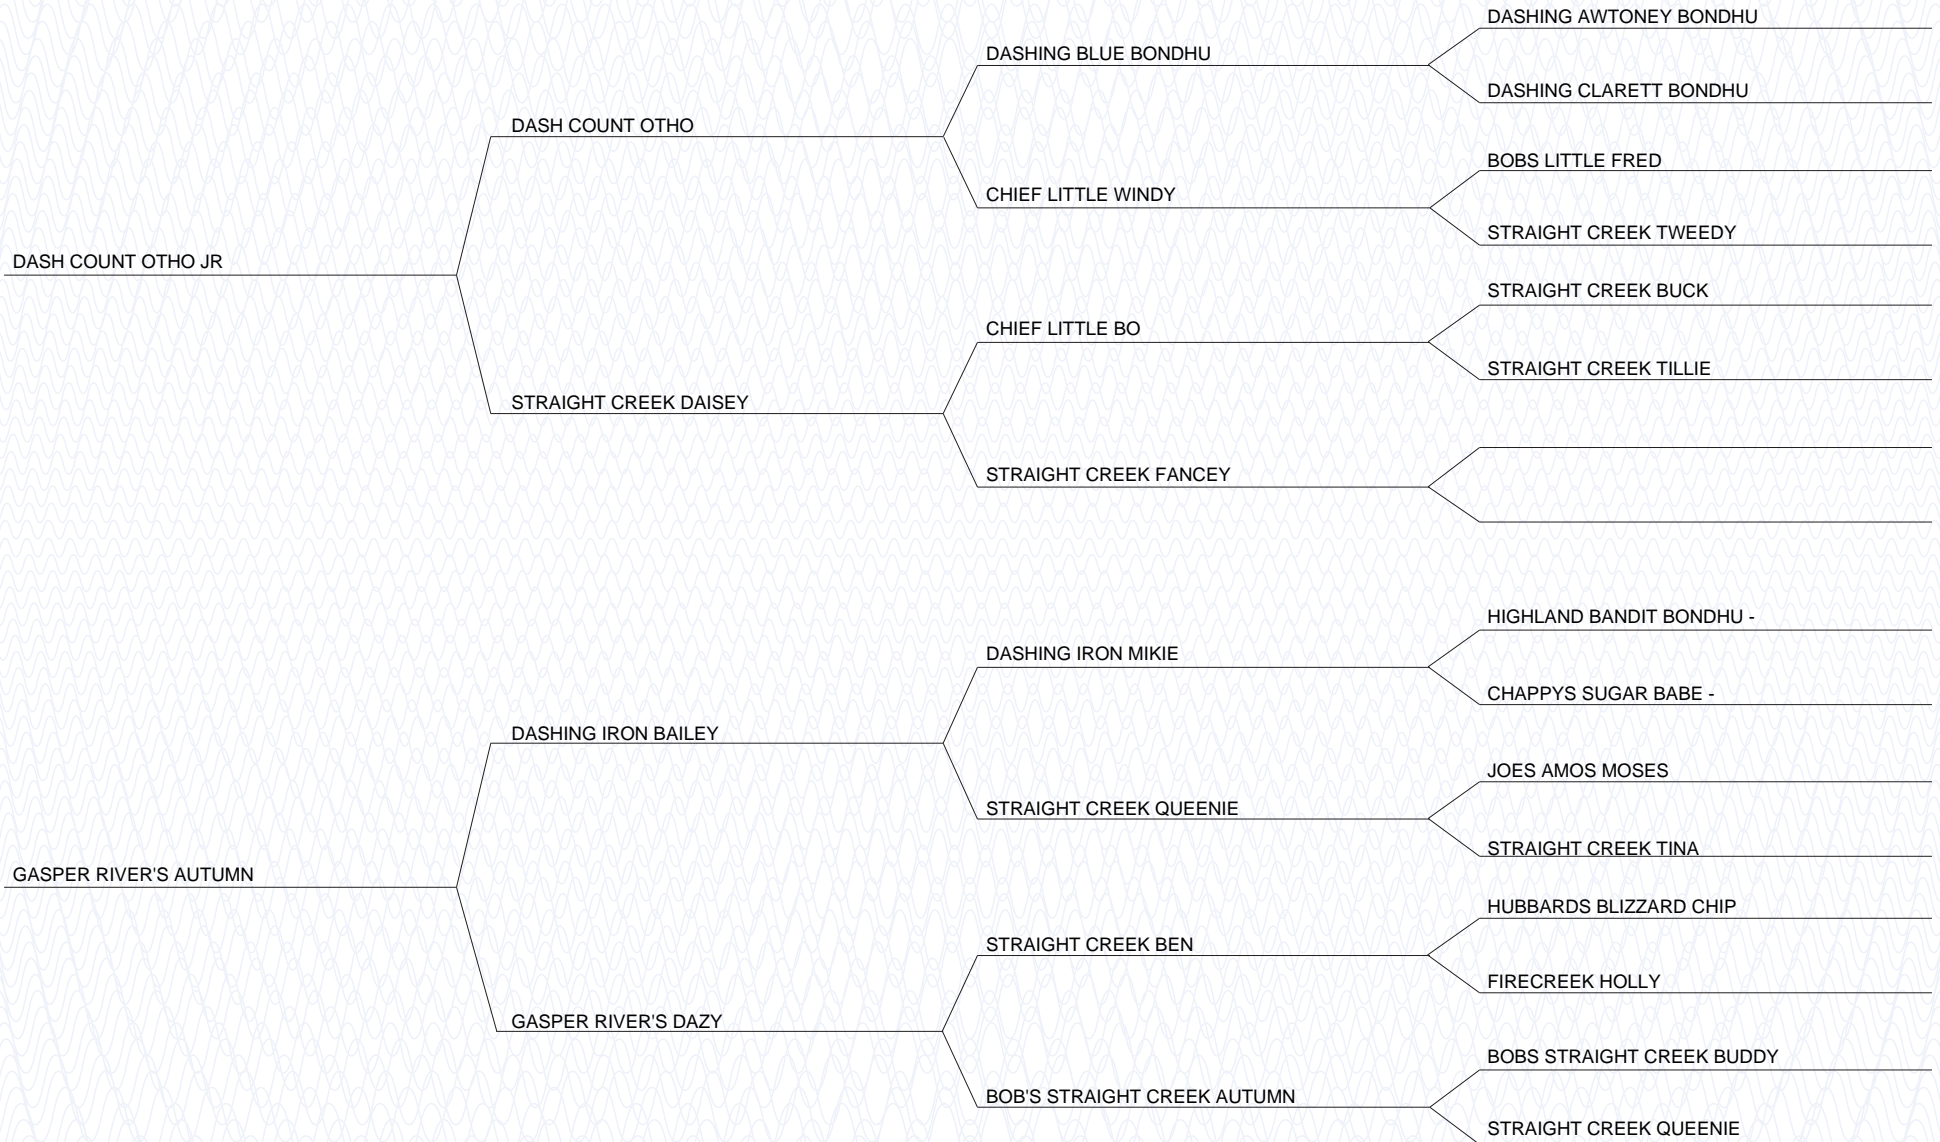 DASHING AWTONEY BONDHU
DASHING BLUE BONDHU
DASHING CLARETT BONDHU
DASH COUNT OTHO
BOBS LITTLE FRED
CHIEF LITTLE WINDY
STRAIGHT CREEK TWEEDY
DASH COUNT OTHO JR
STRAIGHT CREEK BUCK
CHIEF LITTLE BO
STRAIGHT CREEK TILLIE
STRAIGHT CREEK DAISEY
STRAIGHT CREEK FANCEY
HIGHLAND BANDIT BONDHU -
DASHING IRON MIKIE
CHAPPYS SUGAR BABE -
DASHING IRON BAILEY
JOES AMOS MOSES
STRAIGHT CREEK QUEENIE
STRAIGHT CREEK TINA
GASPER RIVER'S AUTUMN
HUBBARDS BLIZZARD CHIP
STRAIGHT CREEK BEN
FIRECREEK HOLLY
GASPER RIVER'S DAZY
BOBS STRAIGHT CREEK BUDDY
BOB'S STRAIGHT CREEK AUTUMN
STRAIGHT CREEK QUEENIE